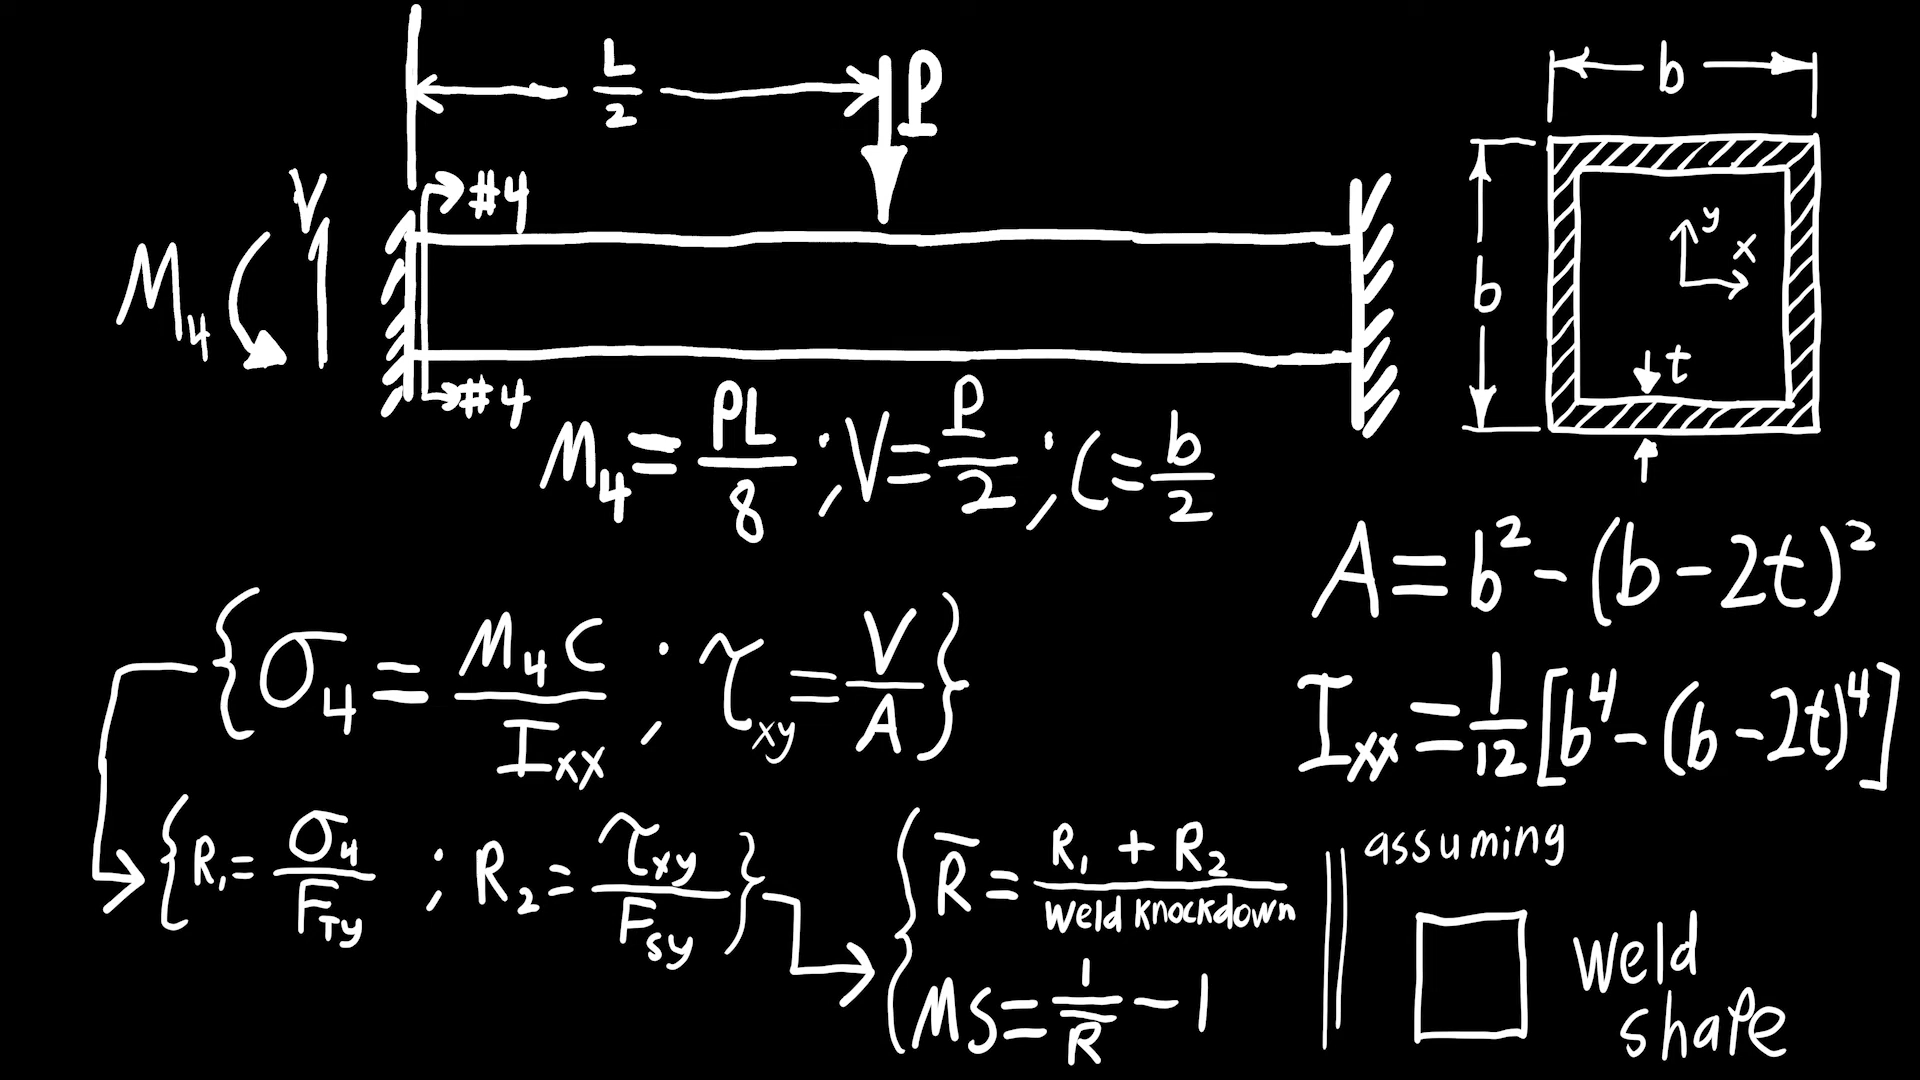 L/2
P
b
V
#4
M₄
b
y
x
t
#4
M₄ = PL/8 ; V = P/2 ; C = b/2
A = b² - (b - 2t)²
{σ₄ = M₄C/Ixx ; τxy = V/A}
Ixx = 1/12 [b⁴ - (b - 2t)⁴]
{R₁ = σ₄/FTy ; R₂ = τxy/Fsy}
{R̅ = R₁ + R₂/weld knockdown
MS = 1/R̅ - 1
assuming
weld
shape